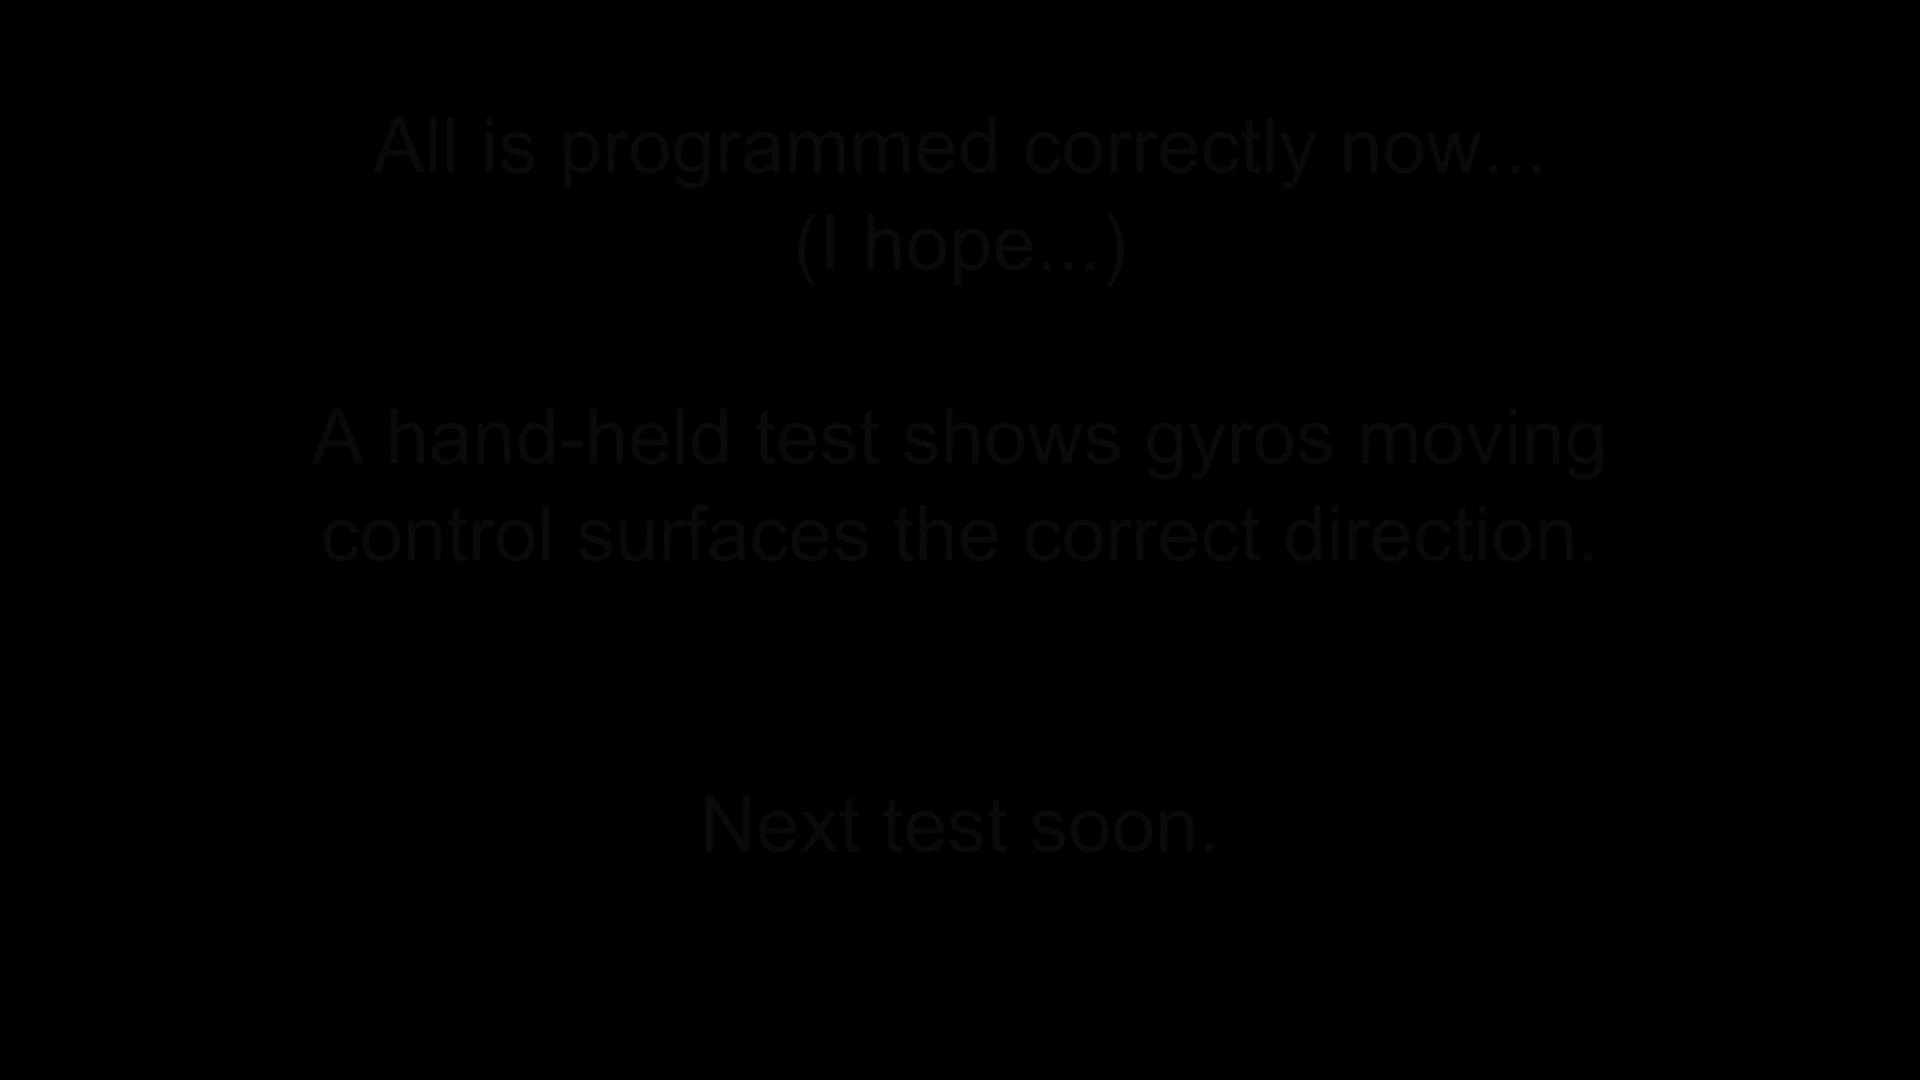 All is programmed correctly now...
(I hope...)
A hand-held test shows gyros moving
control surfaces the correct direction.
Next test soon.